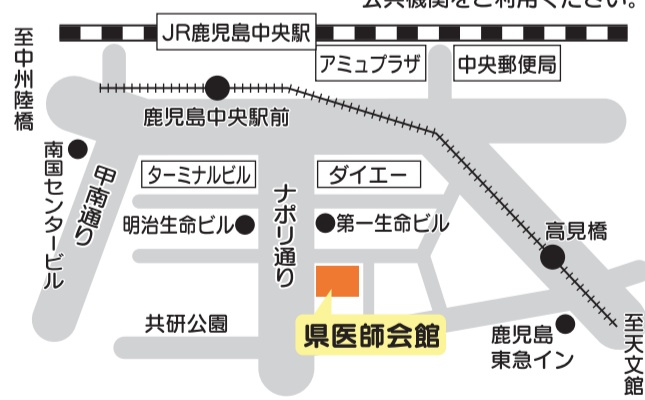 公共機関をご利用ください。
至中州陸橋
JR鹿児島中央駅
アミュプラザ
中央郵便局
鹿児島中央駅前
南国センタービル
甲南通り
ターミナルビル
ナポリ通り
ダイエー
明治生命ビル
第一生命ビル
高見橋
共研公園
県医師会館
鹿児島
東急イン
至天文館